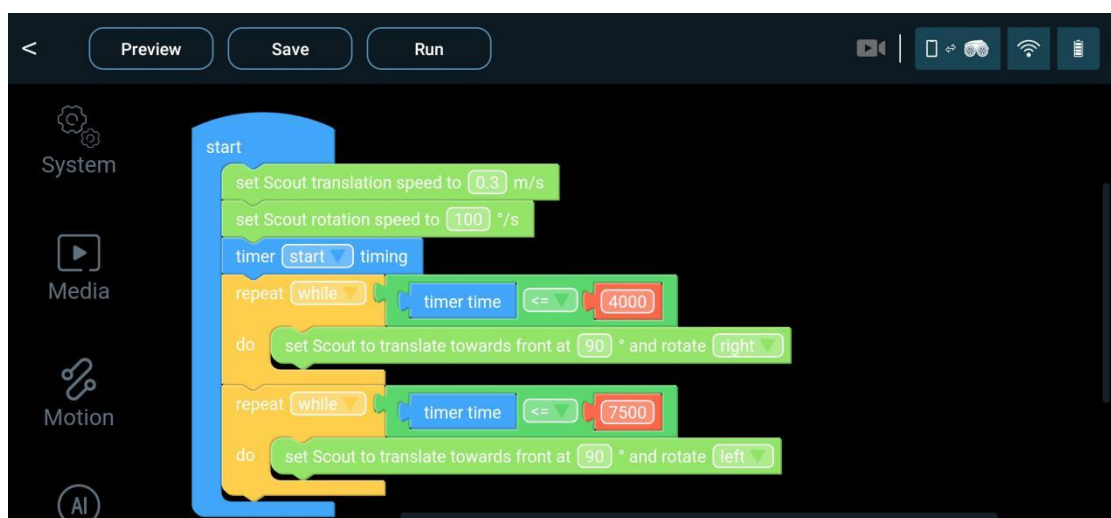 <
Preview
Save
Run
System
Media
Motion
AI
start
set Scout translation speed to 0.3 m/s
set Scout rotation speed to 100 °/s
timer start timing
repeat while timer time <= 4000
do set Scout to translate towards front at 90 ° and rotate right
repeat while timer time <= 7500
do set Scout to translate towards front at 90 ° and rotate left